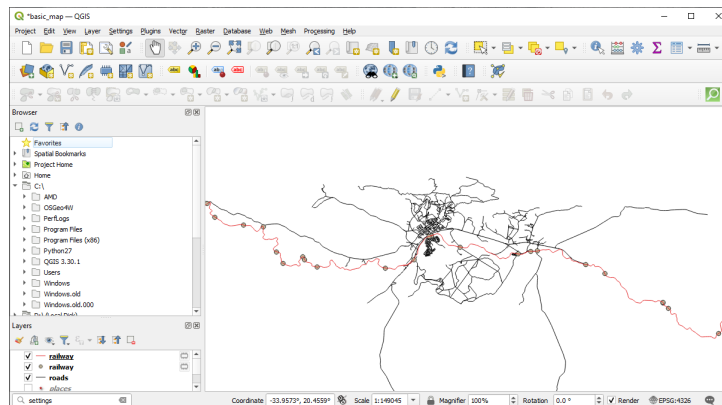 *basic_map — QGIS
Project Edit View Layer Settings Plugins Vector Raster Database Web Mesh Processing Help
Browser
Favorites
Spatial Bookmarks
Project Home
Home
C:\
AMD
OSGeo4W
PerfLogs
Program Files
Program Files (x86)
Python27
QGIS 3.30.1
Users
Windows
Windows.old
Windows.old.000
Layers
railway
railway
roads
places
settings
Coordinate -33.9573°, 20.4559° Scale 1:149045 Magnifier 100% Rotation 0.0 ° Render EPSG:4326